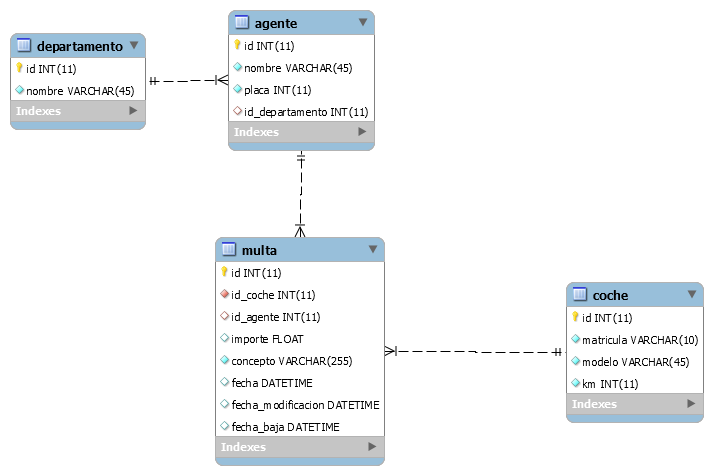 departamento
id INT(11)
nombre VARCHAR(45)
Indexes
agente
id INT(11)
nombre VARCHAR(45)
placa INT(11)
id_departamento INT(11)
Indexes
multa
id INT(11)
id_coche INT(11)
id_agente INT(11)
importe FLOAT
concepto VARCHAR(255)
fecha DATETIME
fecha_modificacion DATETIME
fecha_baja DATETIME
Indexes
coche
id INT(11)
matricula VARCHAR(10)
modelo VARCHAR(45)
km INT(11)
Indexes